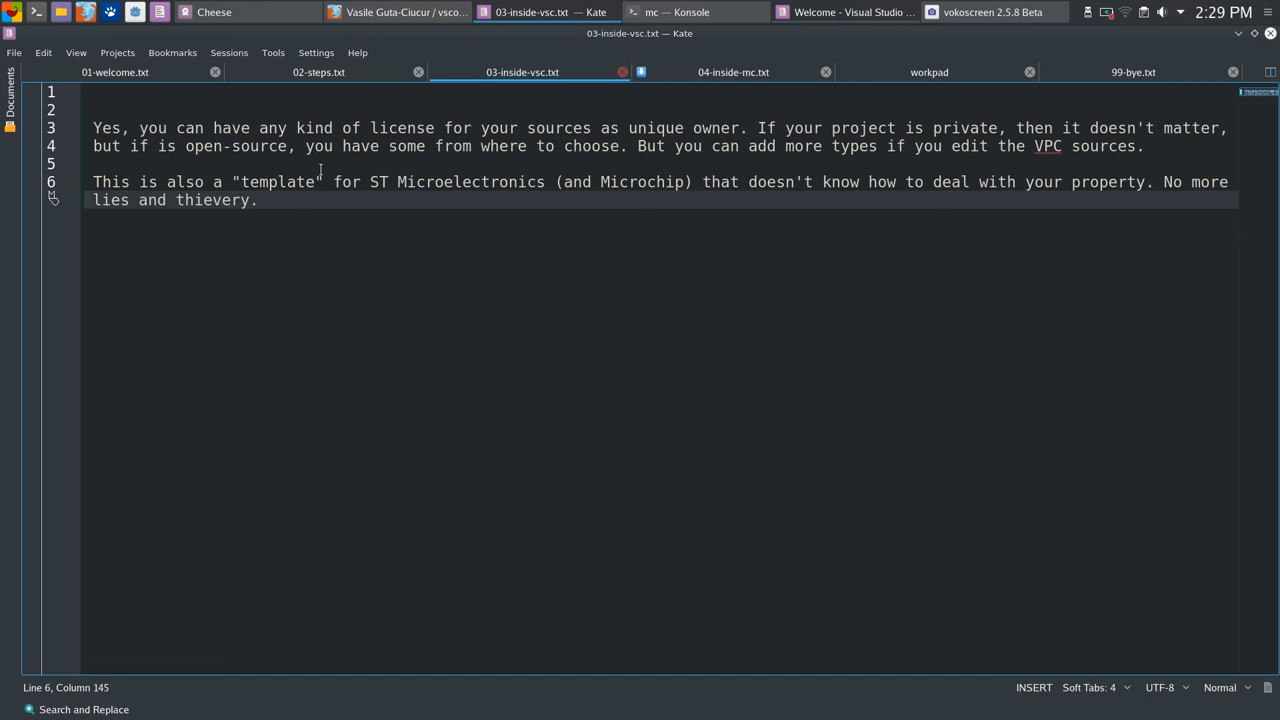 Cheese
Vasile Guta-Ciucur / vsco...
03-inside-vsc.txt — Kate
mc — Konsole
Welcome - Visual Studio ...
vokoscreen 2.5.8 Beta
2:29 PM
03-inside-vsc.txt — Kate
File Edit View Projects Bookmarks Sessions Tools Settings Help
01-welcome.txt
02-steps.txt
03-inside-vsc.txt
04-inside-mc.txt
workpad
99-bye.txt
Documents
1
2
3 Yes, you can have any kind of license for your sources as unique owner. If your project is private, then it doesn't matter,
4 but if is open-source, you have some from where to choose. But you can add more types if you edit the VPC sources.
5
6 This is also a "template" for ST Microelectronics (and Microchip) that doesn't know how to deal with your property. No more
lies and thievery.
Line 6, Column 145
INSERT
Soft Tabs: 4
UTF-8
Normal
Search and Replace